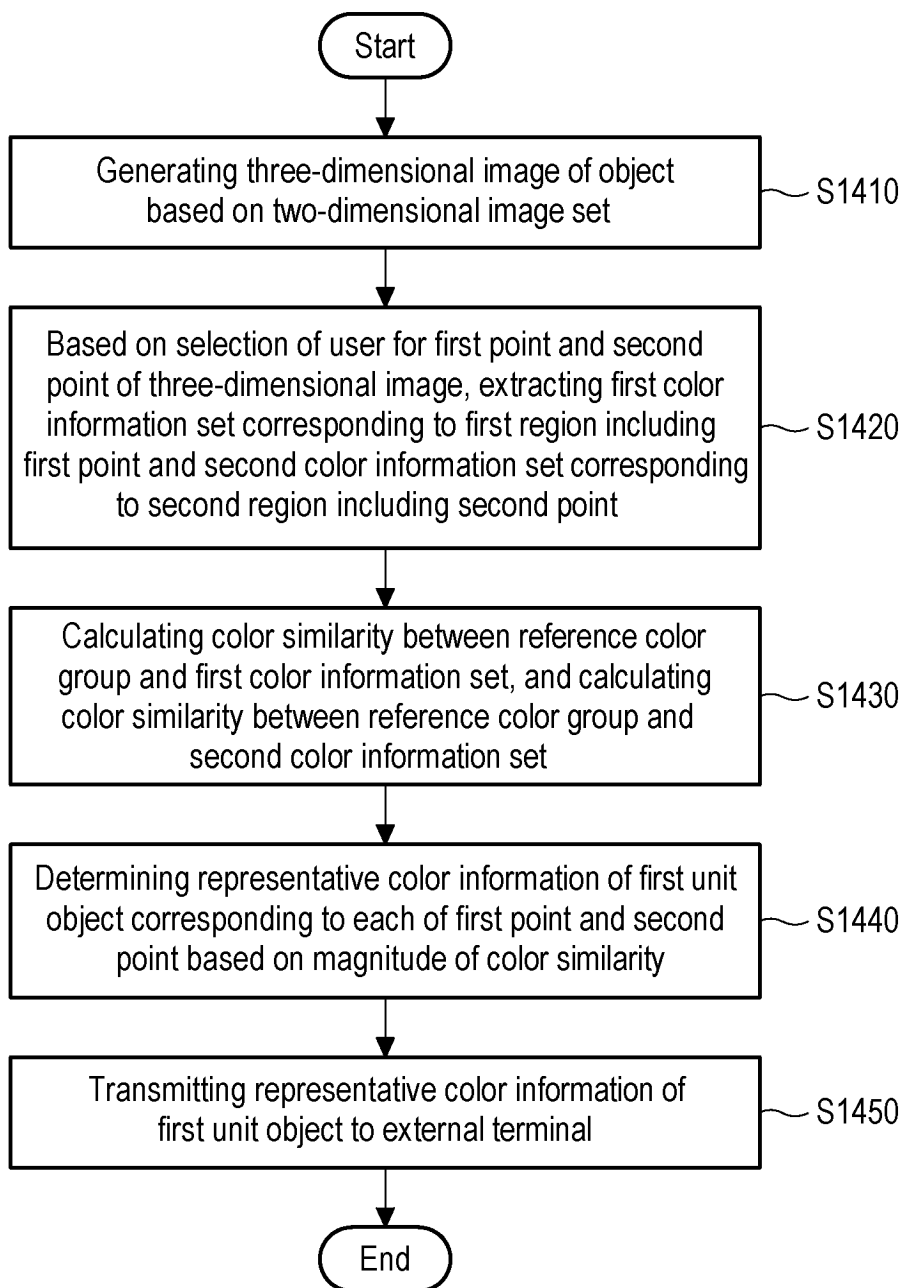 Start
Generating three-dimensional image of object
based on two-dimensional image set
S1410
Based on selection of user for first point and second
point of three-dimensional image, extracting first color
information set corresponding to first region including
first point and second color information set corresponding
to second region including second point
S1420
Calculating color similarity between reference color
group and first color information set, and calculating
color similarity between reference color group and
second color information set
S1430
Determining representative color information of first unit
object corresponding to each of first point and second
point based on magnitude of color similarity
S1440
Transmitting representative color information of
first unit object to external terminal
S1450
End